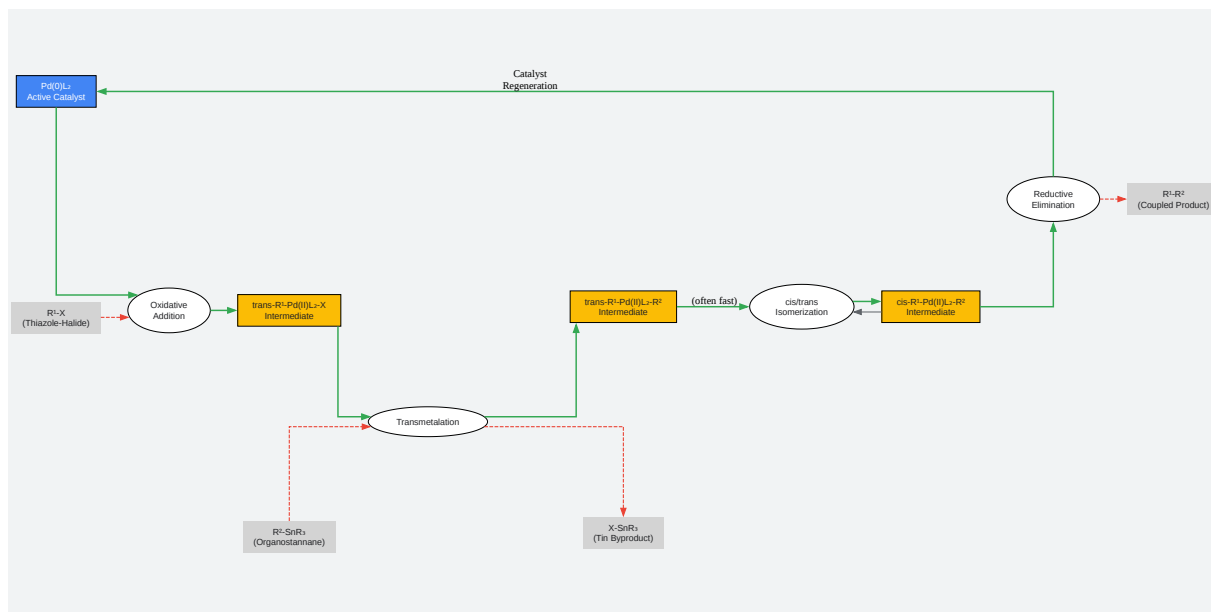 Catalyst
Regeneration
Pd(0)L₂
Active Catalyst
Reductive
Elimination
R¹-R²
(Coupled Product)
R¹-X
(Thiazole-Halide)
Oxidative
Addition
trans-R¹-Pd(II)L₂-X
Intermediate
trans-R¹-Pd(II)L₂-R²
Intermediate
(often fast)
cis/trans
Isomerization
cis-R¹-Pd(II)L₂-R²
Intermediate
Transmetalation
R²-SnR₃
(Organostannane)
X-SnR₃
(Tin Byproduct)